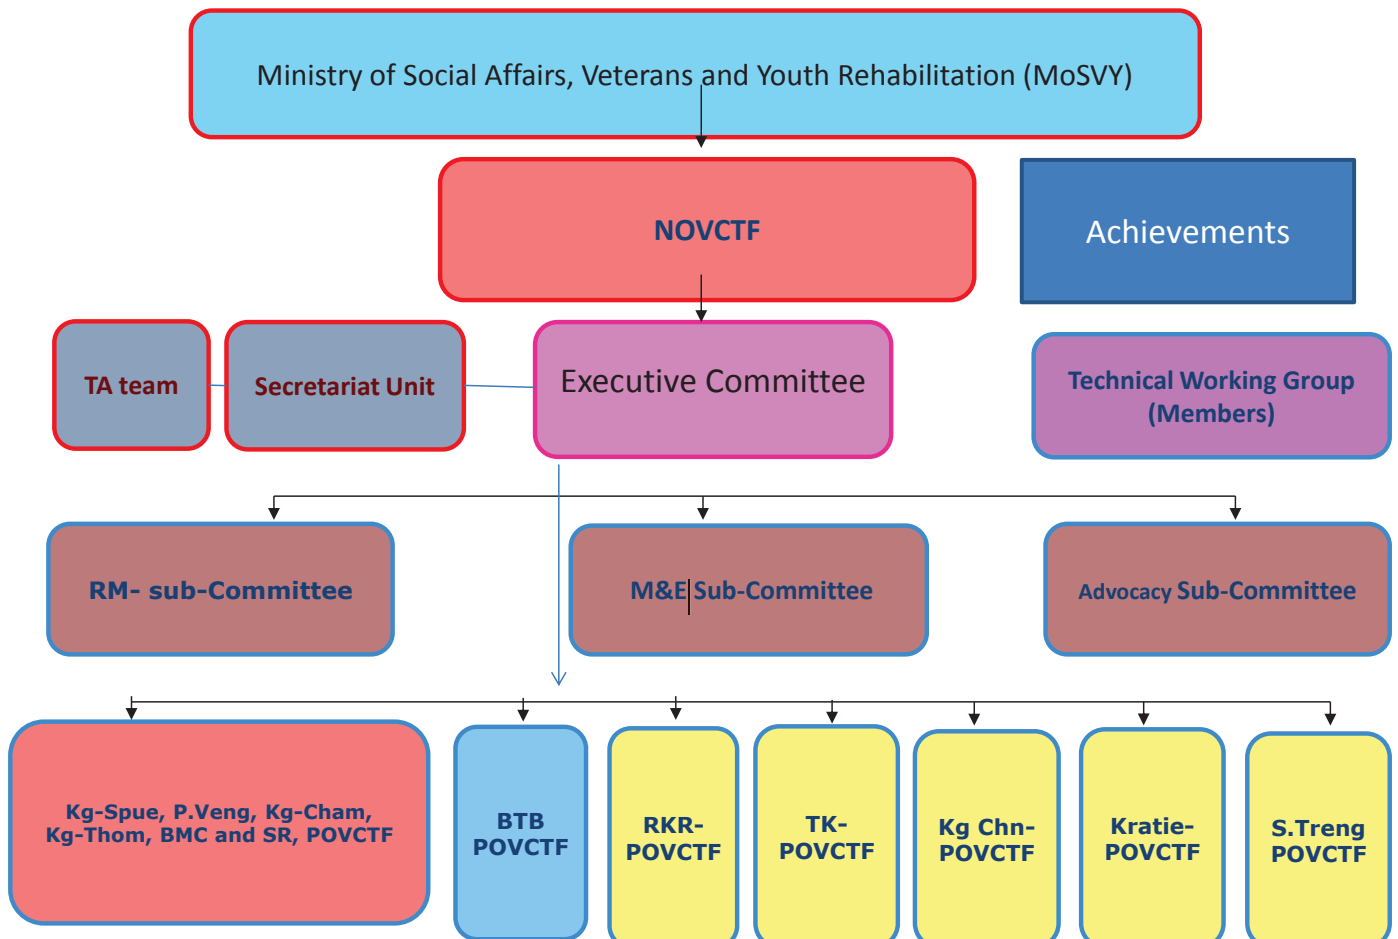 Ministry of Social Affairs, Veterans and Youth Rehabilitation (MoSVY)
NOVCTF
Achievements
TA team
Secretariat Unit
Executive Committee
Technical Working Group
(Members)
RM- sub-Committee
M&E Sub-Committee
Advocacy Sub-Committee
Kg-Spue, P.Veng, Kg-Cham,
Kg-Thom, BMC and SR, POVCTF
BTB
POVCTF
RKR-
POVCTF
TK-
POVCTF
Kg Chn-
POVCTF
Kratie-
POVCTF
S.Treng
POVCTF